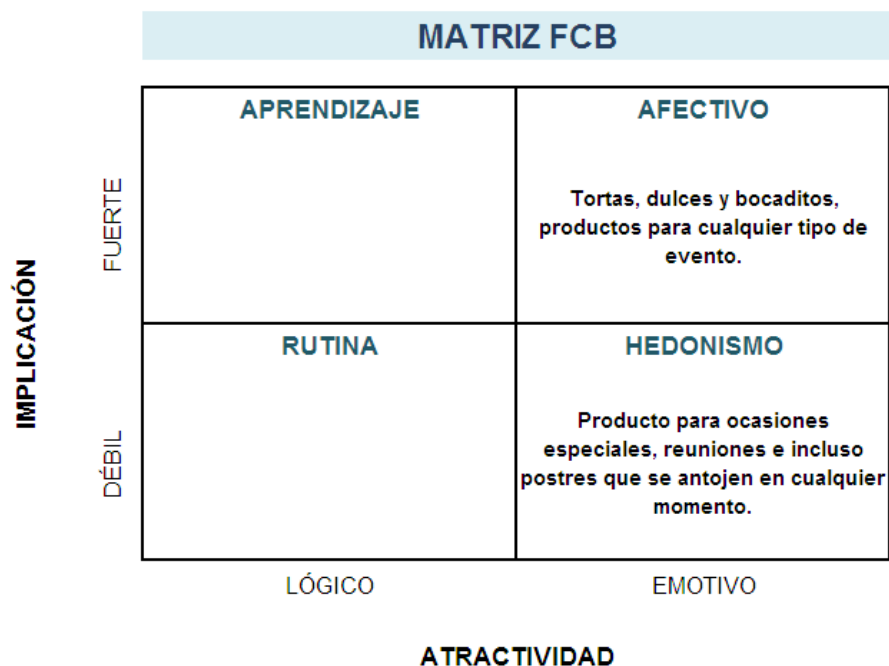 MATRIZ FCB
APRENDIZAJE
AFECTIVO
FUERTE
Tortas, dulces y bocaditos,
productos para cualquier tipo de
evento.
IMPLICACIÓN
RUTINA
HEDONISMO
DÉBIL
Producto para ocasiones
especiales, reuniones e incluso
postres que se antojen en cualquier
momento.
LÓGICO
EMOTIVO
ATRACTIVIDAD